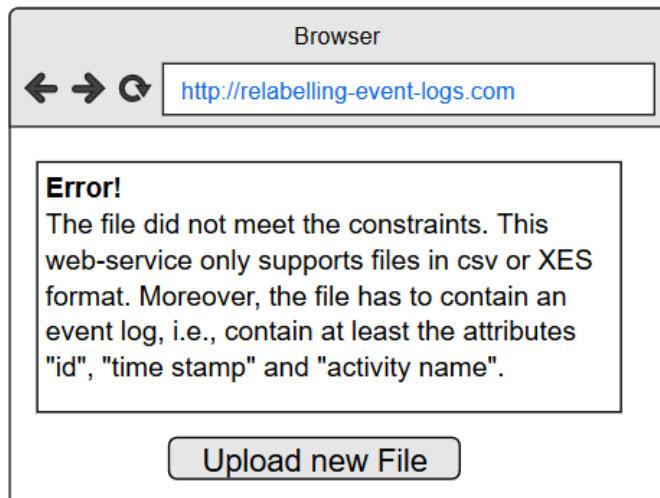 Browser
http://relabelling-event-logs.com
Error!
The file did not meet the constraints. This
web-service only supports files in csv or XES
format. Moreover, the file has to contain an
event log, i.e., contain at least the attributes
"id", "time stamp" and "activity name".
Upload new File